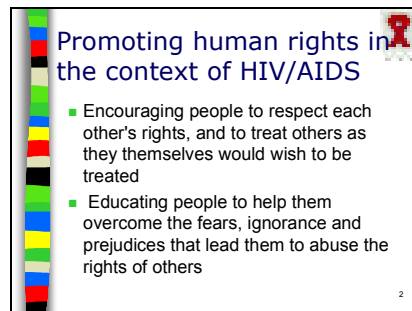 Promoting human rights in
the context of HIV/AIDS
Encouraging people to respect each
other's rights, and to treat others as
they themselves would wish to be
treated
Educating people to help them
overcome the fears, ignorance and
prejudices that lead them to abuse the
rights of others
2